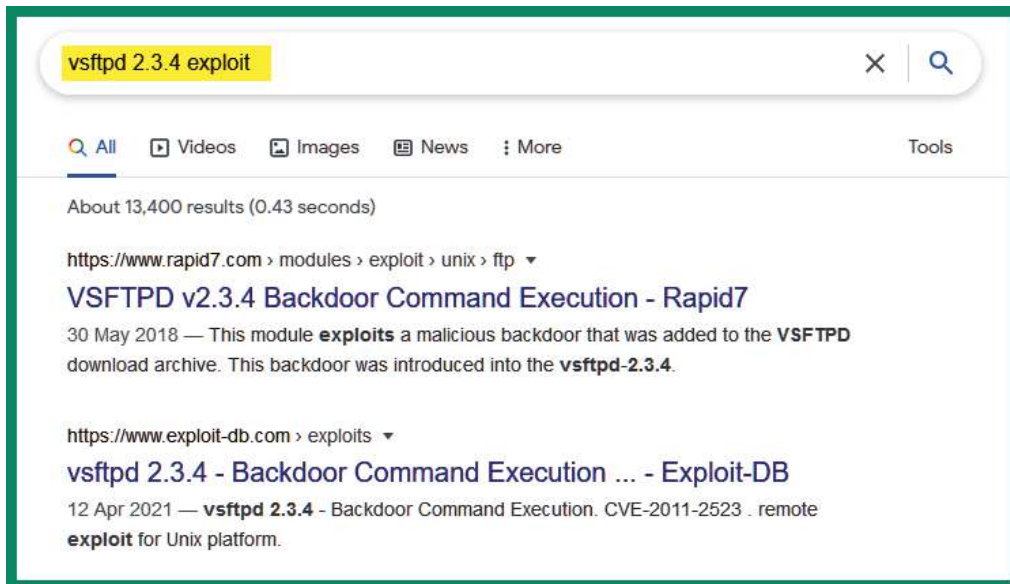 vsftpd 2.3.4 exploit
All Videos Images News More Tools
About 13,400 results (0.43 seconds)
https://www.rapid7.com › modules › exploit › unix › ftp
VSFTPD v2.3.4 Backdoor Command Execution - Rapid7
30 May 2018 — This module exploits a malicious backdoor that was added to the VSFTPD
download archive. This backdoor was introduced into the vsftpd-2.3.4.
https://www.exploit-db.com › exploits
vsftpd 2.3.4 - Backdoor Command Execution ... - Exploit-DB
12 Apr 2021 — vsftpd 2.3.4 - Backdoor Command Execution. CVE-2011-2523 . remote
exploit for Unix platform.